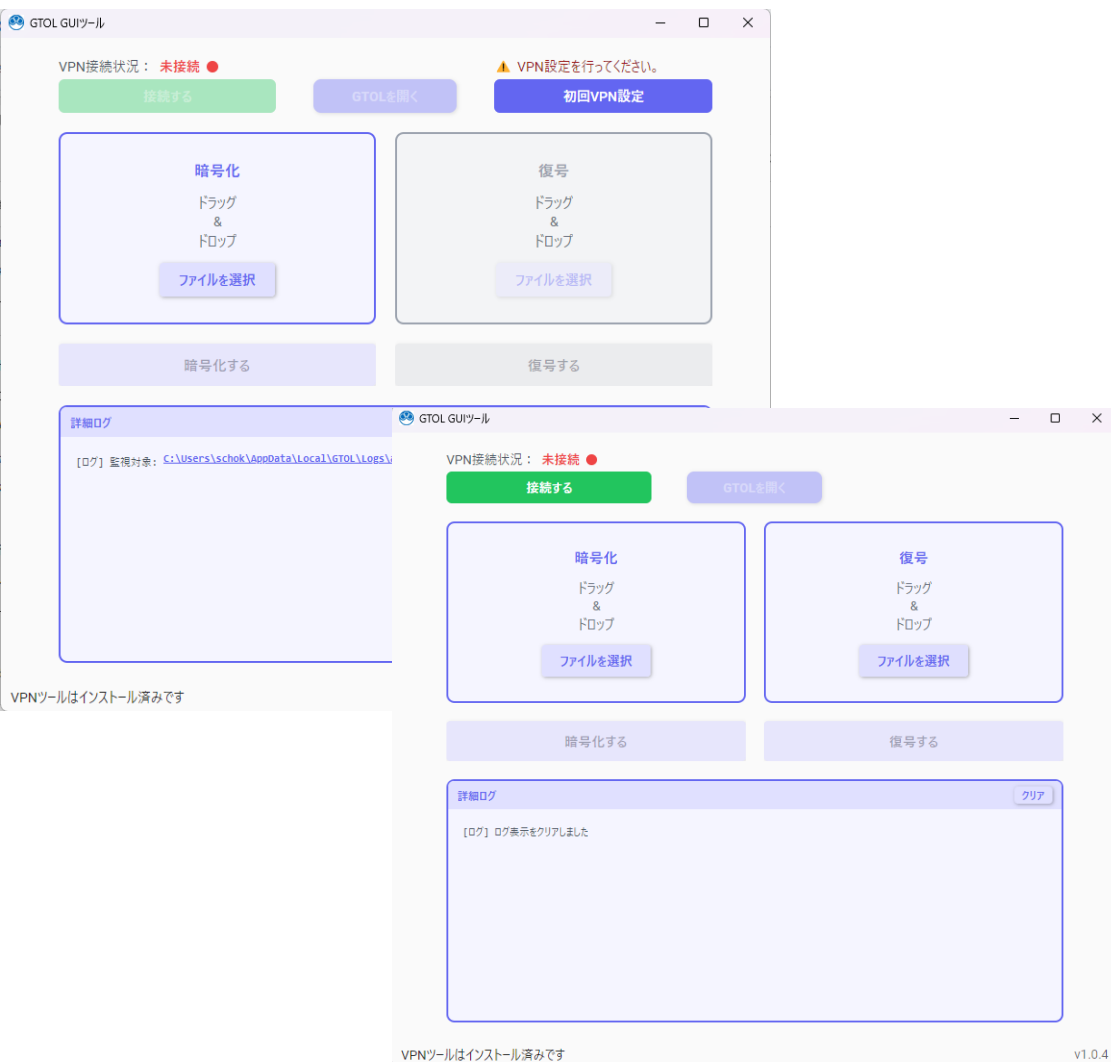 GTOL GUIツール
VPN接続状況： 未接続
⚠ VPN設定を行ってください。
接続する
GTOLを開く
初回VPN設定
暗号化
ドラッグ
&
ドロップ
ファイルを選択
復号
ドラッグ
&
ドロップ
ファイルを選択
暗号化する
復号する
詳細ログ
[ログ] 監視対象: C:\Users\schok\AppData\Local\GTOL\Logs\
VPNツールはインストール済みです
GTOL GUIツール
VPN接続状況： 未接続
接続する
GTOLを開く
暗号化
ドラッグ
&
ドロップ
ファイルを選択
復号
ドラッグ
&
ドロップ
ファイルを選択
暗号化する
復号する
詳細ログ
クリア
[ログ] ログ表示をクリアしました
VPNツールはインストール済みです
v1.0.4